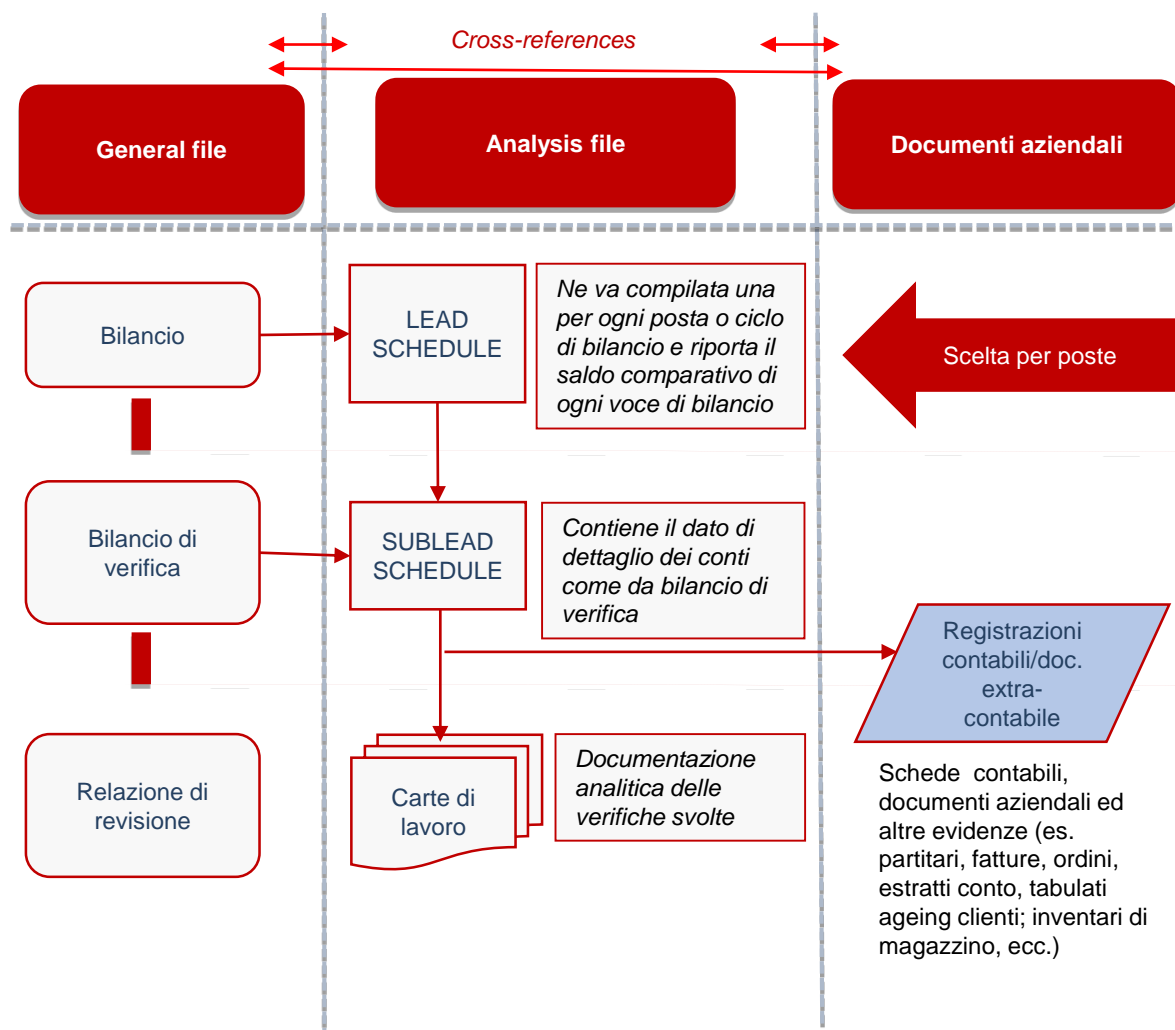 Cross-references
General file
Analysis file
Documenti aziendali
Bilancio
LEAD
SCHEDULE
Ne va compilata una
per ogni posta o ciclo
di bilancio e riporta il
saldo comparativo di
ogni voce di bilancio
Scelta per poste
Bilancio di
verifica
SUBLEAD
SCHEDULE
Contiene il dato di
dettaglio dei conti
come da bilancio di
verifica
Registrazioni
contabili/doc.
extra-
contabile
Relazione di
revisione
Carte di
lavoro
Documentazione
analitica delle
verifiche svolte
Schede  contabili,
documenti aziendali ed
altre evidenze (es.
partitari, fatture, ordini,
estratti conto, tabulati
ageing clienti; inventari di
magazzino, ecc.)